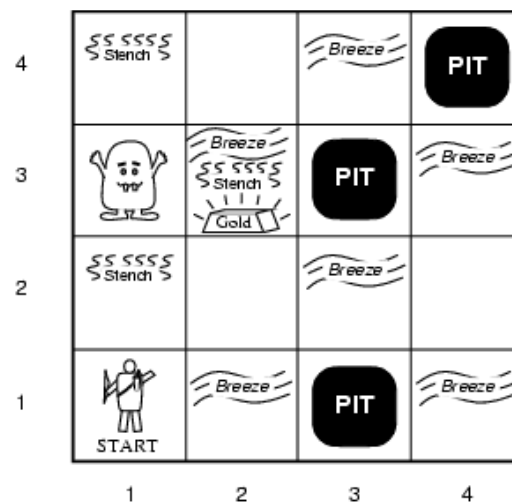 4
Stench
Breeze
PIT
3
Breeze
Stench
Gold
PIT
Breeze
2
Stench
Breeze
1
START
Breeze
PIT
Breeze
1 2 3 4